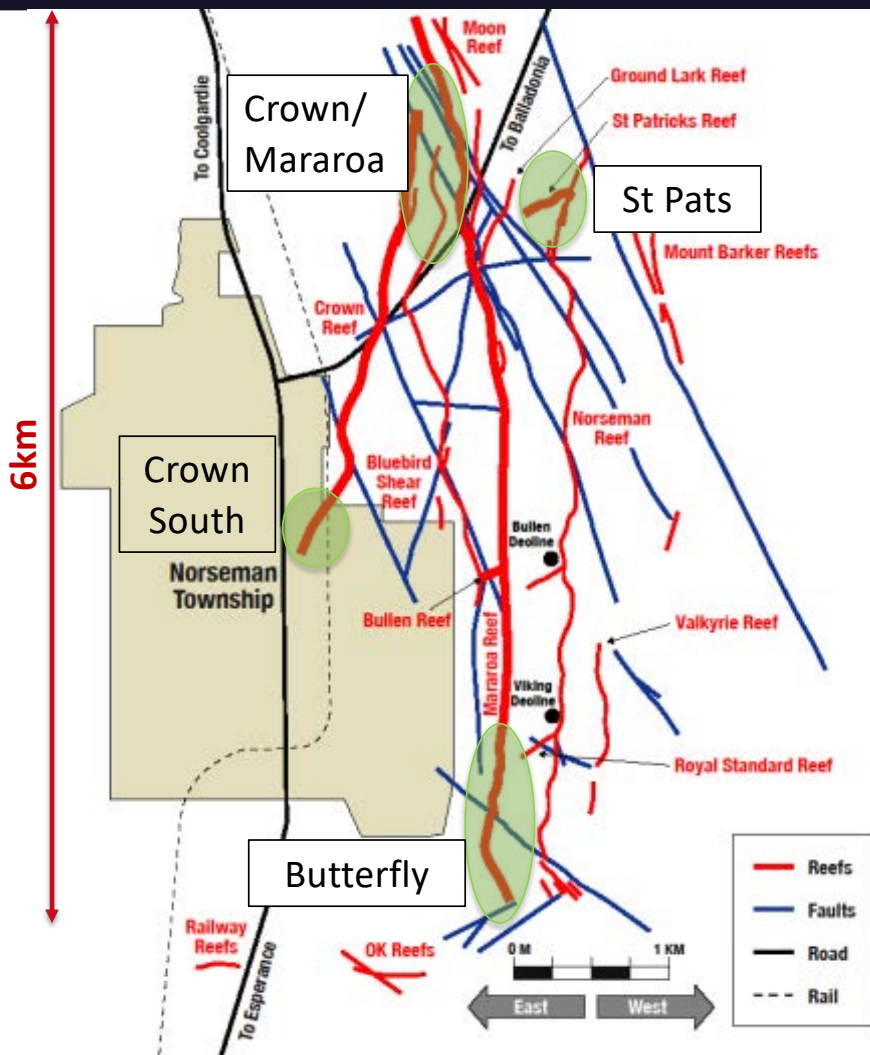 6km
To Coolgardie
Crown/
Mararoa
Moon
Reef
To Balladonia
Ground Lark Reef
St Patricks Reef
St Pats
Mount Barker Reefs
Crown
Reef
Crown
South
Norseman
Township
Bluebird
Shear
Reef
Norseman
Reef
Bullen
Decline
Bullen Reef
Mararoa Reef
Valkyrie Reef
Viking
Decline
Royal Standard Reef
Butterfly
Railway
Reefs
OK Reefs
To Esperance
0 M
1 KM
East
West
Reefs
Faults
Road
Rail